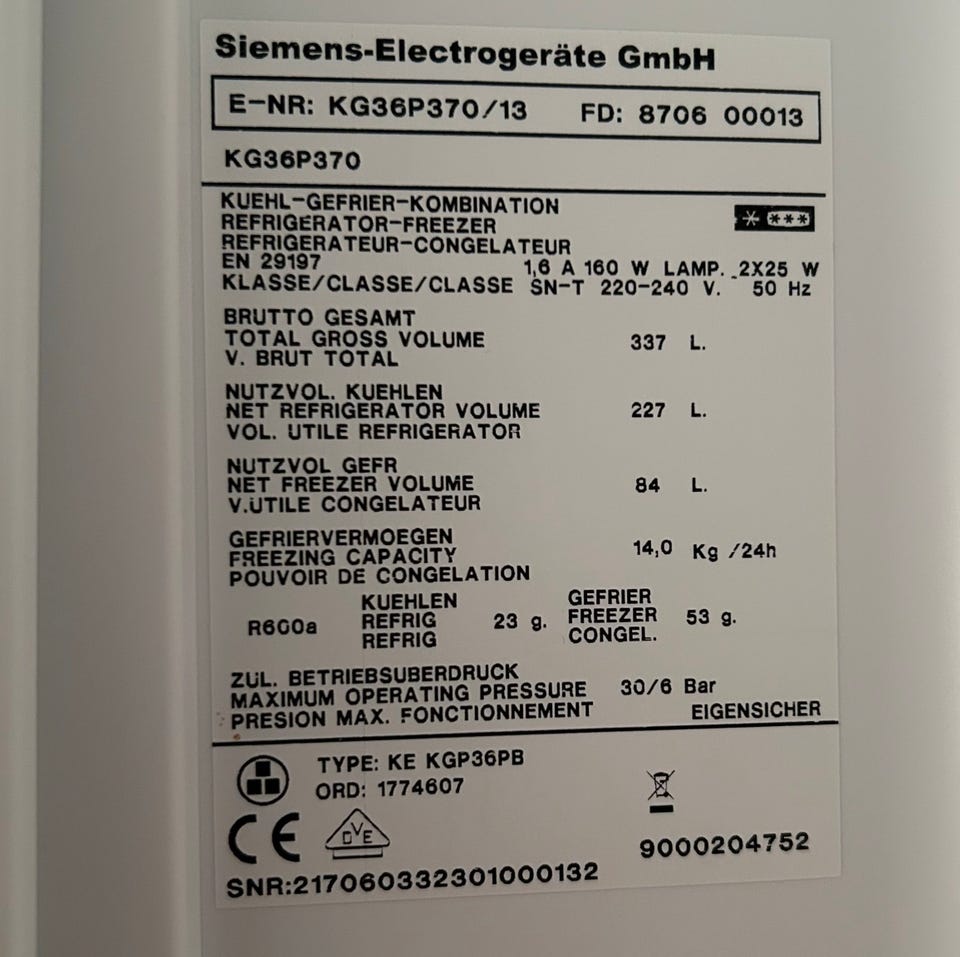 Siemens-Electrogeräte GmbH
E-NR: KG36P370/13 FD: 8706 00013
KG36P370
KUEHL-GEFRIER-KOMBINATION
REFRIGERATOR-FREEZER
REFRIGERATEUR-CONGELATEUR
EN 29197 1,6 A 160 W LAMP. 2X25 W
KLASSE/CLASSE/CLASSE SN-T 220-240 V. 50 Hz
BRUTTO GESAMT
TOTAL GROSS VOLUME 337 L.
V. BRUT TOTAL
NUTZVOL. KUEHLEN
NET REFRIGERATOR VOLUME 227 L.
VOL. UTILE REFRIGERATOR
NUTZVOL GEFR
NET FREEZER VOLUME 84 L.
V.UTILE CONGELATEUR
GEFRIERVERMOEGEN
FREEZING CAPACITY 14,0 Kg /24h
POUVOIR DE CONGELATION
KUEHLEN GEFRIER
R600a REFRIG 23 g. FREEZER 53 g.
REFRIG CONGEL.
ZUL. BETRIEBSUBERDRUCK
MAXIMUM OPERATING PRESSURE 30/6 Bar
PRESION MAX. FONCTIONNEMENT EIGENSICHER
TYPE: KE KGP36PB
ORD: 1774607
CE OVE 9000204752
SNR:217060332301000132